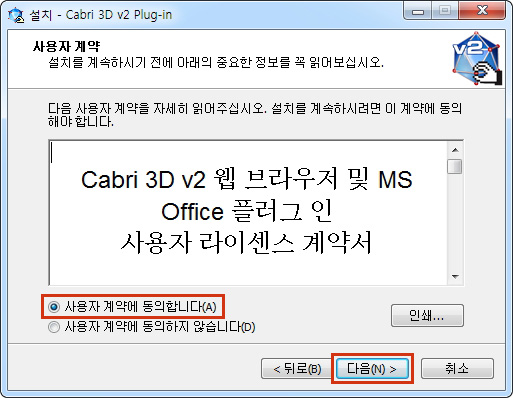 설치 - Cabri 3D v2 Plug-in
사용자 계약
설치를 계속하시기 전에 아래의 중요한 정보를 꼭 읽어보십시오.
v2
다음 사용자 계약을 자세히 읽어주십시오. 설치를 계속하시려면 이 계약에 동의
해야 합니다.
Cabri 3D v2 웹 브라우저 및 MS
Office 플러그 인
사용자 라이센스 계약서
사용자 계약에 동의합니다(A)
사용자 계약에 동의하지 않습니다(D)
인쇄...
< 뒤로(B)
다음(N) >
취소